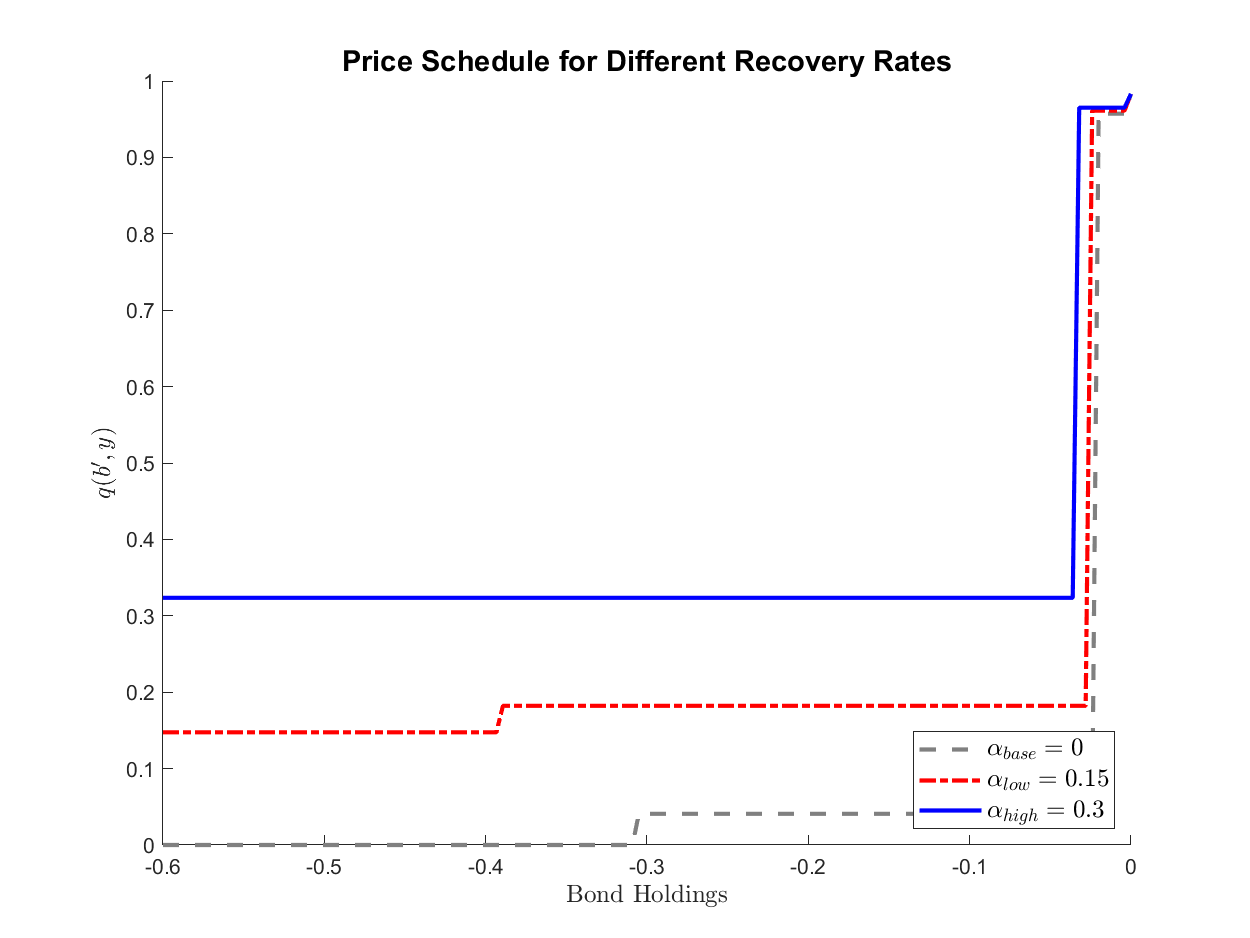 Price Schedule for Different Recovery Rates
1
0.9
0.8
0.7
0.6
0.5
0.4
0.3
0.2
0.1
0
q(b′, y)
-0.6 -0.5 -0.4 -0.3 -0.2 -0.1 0
Bond Holdings
α_base = 0
α_low = 0.15
α_high = 0.3